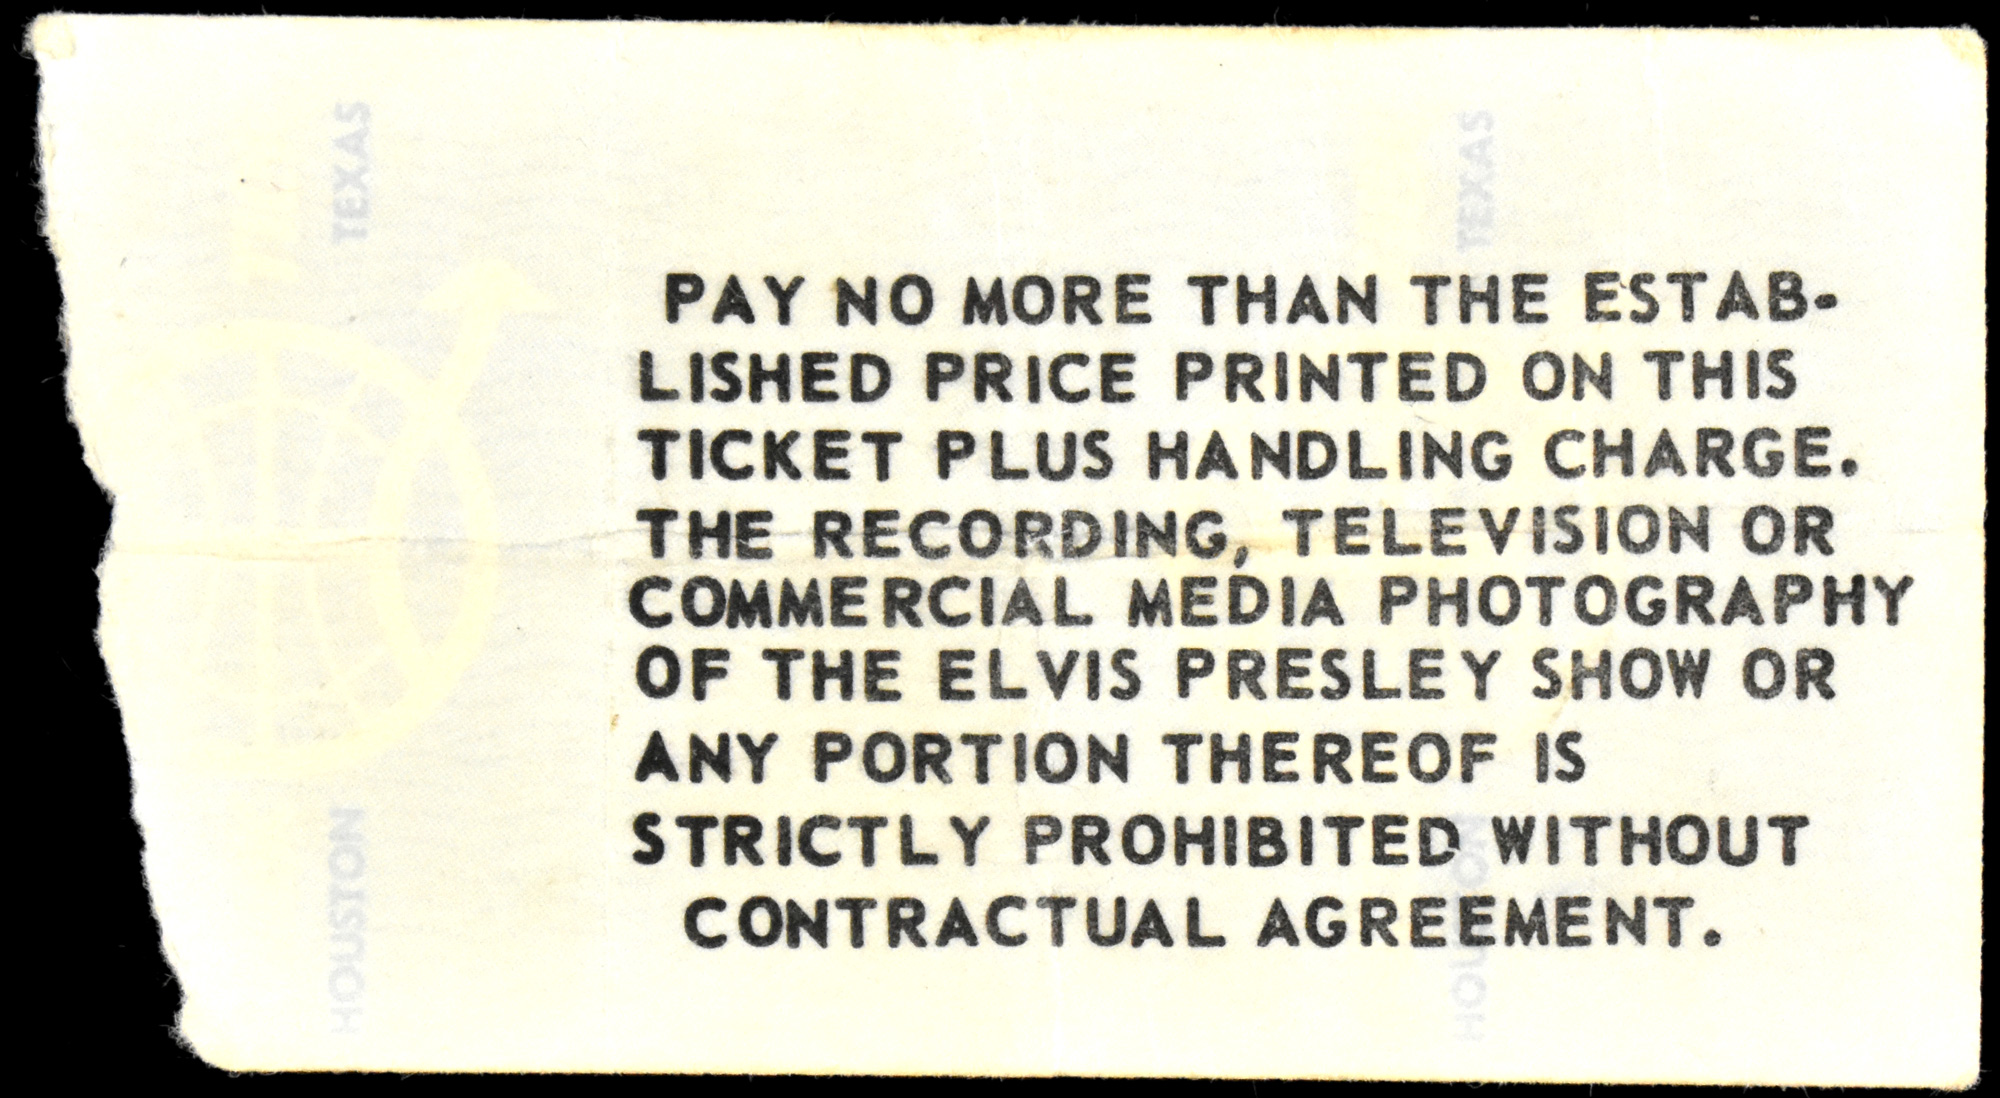 PAY NO MORE THAN THE ESTAB-
LISHED PRICE PRINTED ON THIS
TICKET PLUS HANDLING CHARGE.
THE RECORDING, TELEVISION OR
COMMERCIAL MEDIA PHOTOGRAPHY
OF THE ELVIS PRESLEY SHOW OR
ANY PORTION THEREOF IS
STRICTLY PROHIBITED WITHOUT
CONTRACTUAL AGREEMENT.
HOUSTON TEXAS
HOUSTON TEXAS